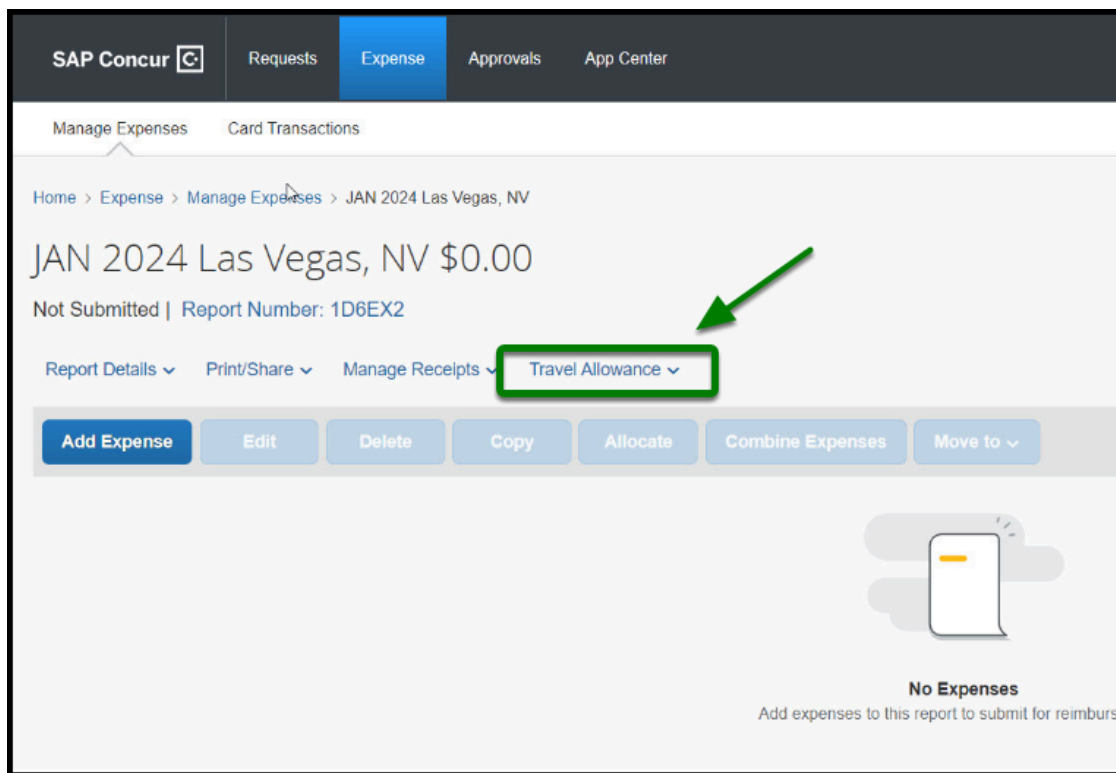 SAP Concur C Requests Expense Approvals App Center
Manage Expenses Card Transactions
Home > Expense > Manage Expenses > JAN 2024 Las Vegas, NV
JAN 2024 Las Vegas, NV $0.00
Not Submitted | Report Number: 1D6EX2
Report Details Print/Share Manage Receipts Travel Allowance
Add Expense Edit Delete Copy Allocate Combine Expenses Move to
No Expenses
Add expenses to this report to submit for reimburs